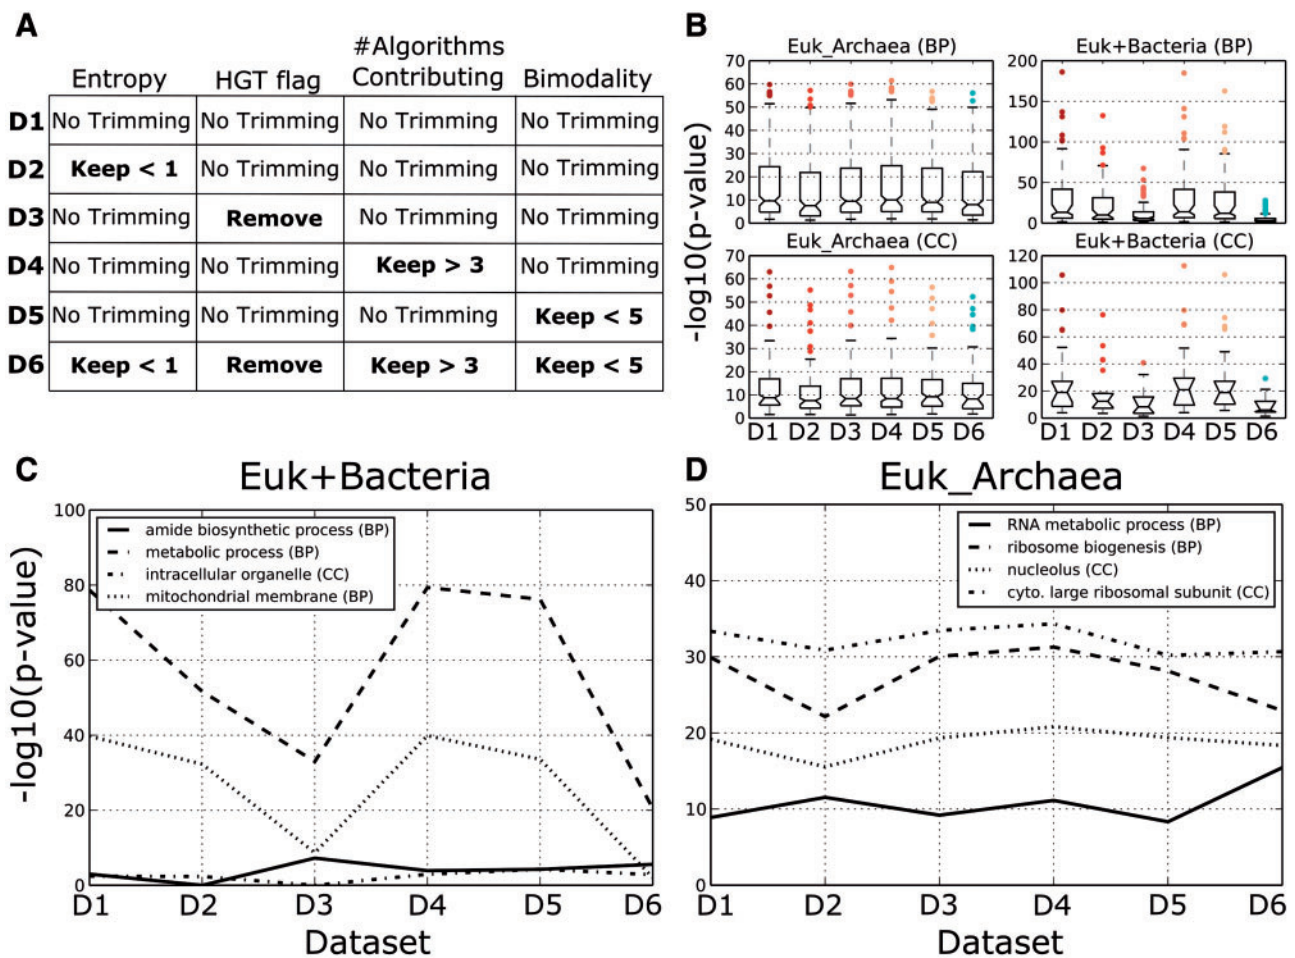 A
Entropy
HGT flag
#Algorithms
Contributing
Bimodality
D1 No Trimming No Trimming No Trimming No Trimming
D2 Keep < 1 No Trimming No Trimming No Trimming
D3 No Trimming Remove No Trimming No Trimming
D4 No Trimming No Trimming Keep > 3 No Trimming
D5 No Trimming No Trimming No Trimming Keep < 5
D6 Keep < 1 Remove Keep > 3 Keep < 5
B
-log10(p-value)
Euk_Archaea (BP)
70
60
50
40
30
20
10
0
Euk+Bacteria (BP)
200
150
100
50
0
Euk_Archaea (CC)
70
60
50
40
30
20
10
0
D1 D2 D3 D4 D5 D6
Euk+Bacteria (CC)
120
100
80
60
40
20
0
D1 D2 D3 D4 D5 D6
C
Euk+Bacteria
-log10(p-value)
100
80
60
40
20
0
amide biosynthetic process (BP)
metabolic process (BP)
intracellular organelle (CC)
mitochondrial membrane (BP)
D1 D2 D3 D4 D5 D6
Dataset
D
Euk_Archaea
50
40
30
20
10
0
RNA metabolic process (BP)
ribosome biogenesis (BP)
nucleolus (CC)
cyto. large ribosomal subunit (CC)
D1 D2 D3 D4 D5 D6
Dataset